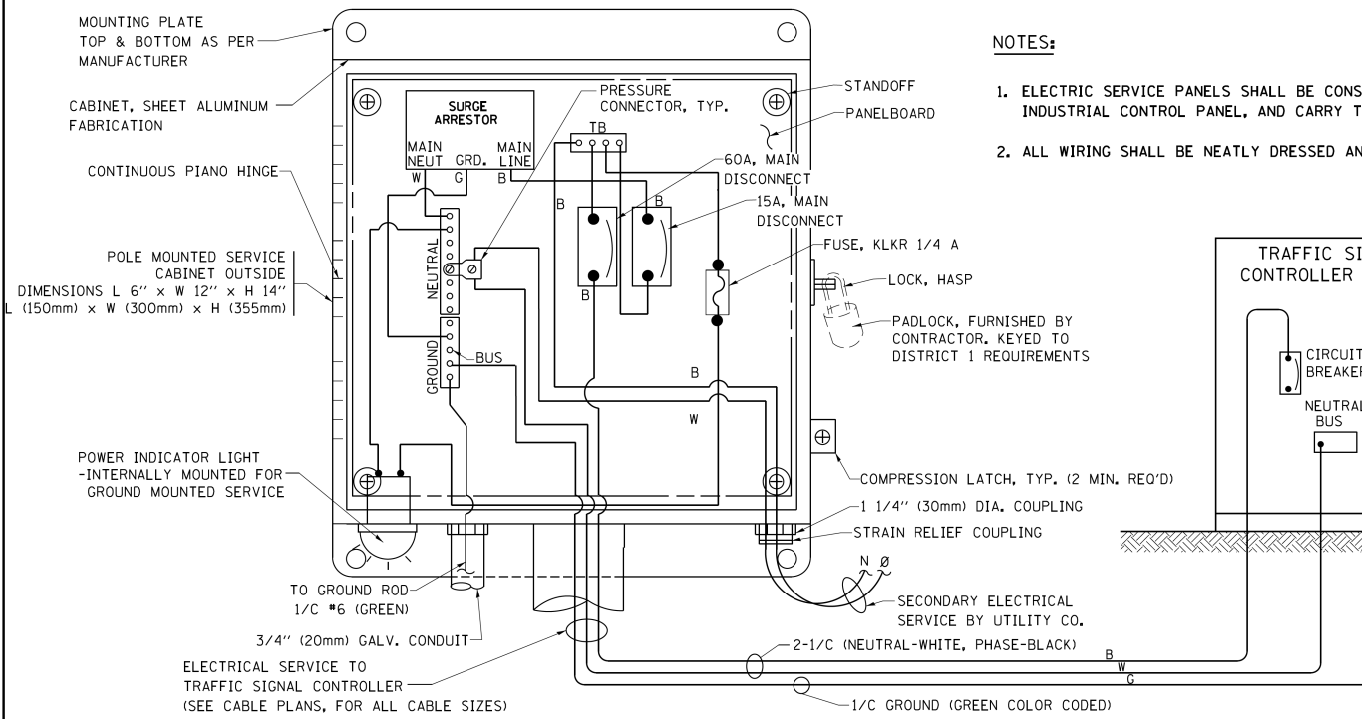 MOUNTING PLATE
TOP & BOTTOM AS PER
MANUFACTURER
CABINET, SHEET ALUMINUM
FABRICATION
CONTINUOUS PIANO HINGE
POLE MOUNTED SERVICE
CABINET OUTSIDE
DIMENSIONS L 6" x W 12" x H 14"
L (150mm) x W (300mm) x H (355mm)
POWER INDICATOR LIGHT
-INTERNALLY MOUNTED FOR
GROUND MOUNTED SERVICE
SURGE
ARRESTOR
MAIN
NEUT
GRD.
MAIN
LINE
W
G
B
PRESSURE
CONNECTOR, TYP.
TB
STANDOFF
PANELBOARD
60A, MAIN
DISCONNECT
15A, MAIN
DISCONNECT
B
B
B
NEUTRAL
GROUND
BUS
FUSE, KLKR 1/4 A
LOCK, HASP
PADLOCK, FURNISHED BY
CONTRACTOR. KEYED TO
DISTRICT 1 REQUIREMENTS
B
W
COMPRESSION LATCH, TYP. (2 MIN. REQ'D)
1 1/4" (30mm) DIA. COUPLING
STRAIN RELIEF COUPLING
N Ø
SECONDARY ELECTRICAL
SERVICE BY UTILITY CO.
TO GROUND ROD
1/C #6 (GREEN)
3/4" (20mm) GALV. CONDUIT
ELECTRICAL SERVICE TO
TRAFFIC SIGNAL CONTROLLER
(SEE CABLE PLANS, FOR ALL CABLE SIZES)
2-1/C (NEUTRAL-WHITE, PHASE-BLACK)
B
W
G
1/C GROUND (GREEN COLOR CODED)
NOTES:
1. ELECTRIC SERVICE PANELS SHALL BE CONS
INDUSTRIAL CONTROL PANEL, AND CARRY T
2. ALL WIRING SHALL BE NEATLY DRESSED AN
TRAFFIC SI
CONTROLLER
CIRCUIT
BREAKER
NEUTRAL
BUS